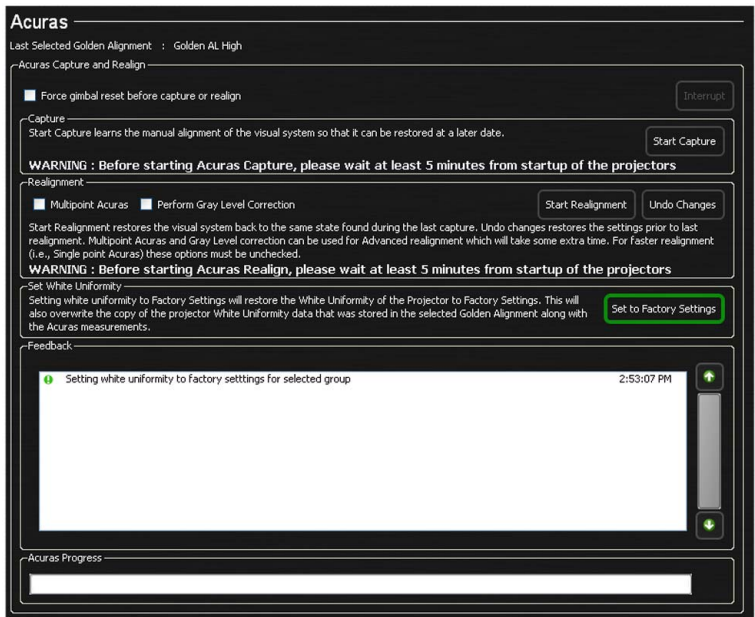 Acuras
Last Selected Golden Alignment : Golden AL High
Acuras Capture and Realign
Force gimbal reset before capture or realign
Interrupt
Capture
Start Capture learns the manual alignment of the visual system so that it can be restored at a later date.
Start Capture
WARNING : Before starting Acuras Capture, please wait at least 5 minutes from startup of the projectors
Realignment
Multipoint Acuras
Perform Gray Level Correction
Start Realignment
Undo Changes
Start Realignment restores the visual system back to the same state found during the last capture. Undo changes restores the settings prior to last
realignment. Multipoint Acuras and Gray Level correction can be used for Advanced realignment which will take some extra time. For faster realignment
(i.e., Single point Acuras) these options must be unchecked.
WARNING : Before starting Acuras Realign, please wait at least 5 minutes from startup of the projectors
Set White Uniformity
Setting white uniformity to Factory Settings will restore the White Uniformity of the Projector to Factory Settings. This will
also overwrite the copy of the projector White Uniformity data that was stored in the selected Golden Alignment along with
the Acuras measurements.
Set to Factory Settings
Feedback
Setting white uniformity to factory setttings for selected group 2:53:07 PM
Acuras Progress